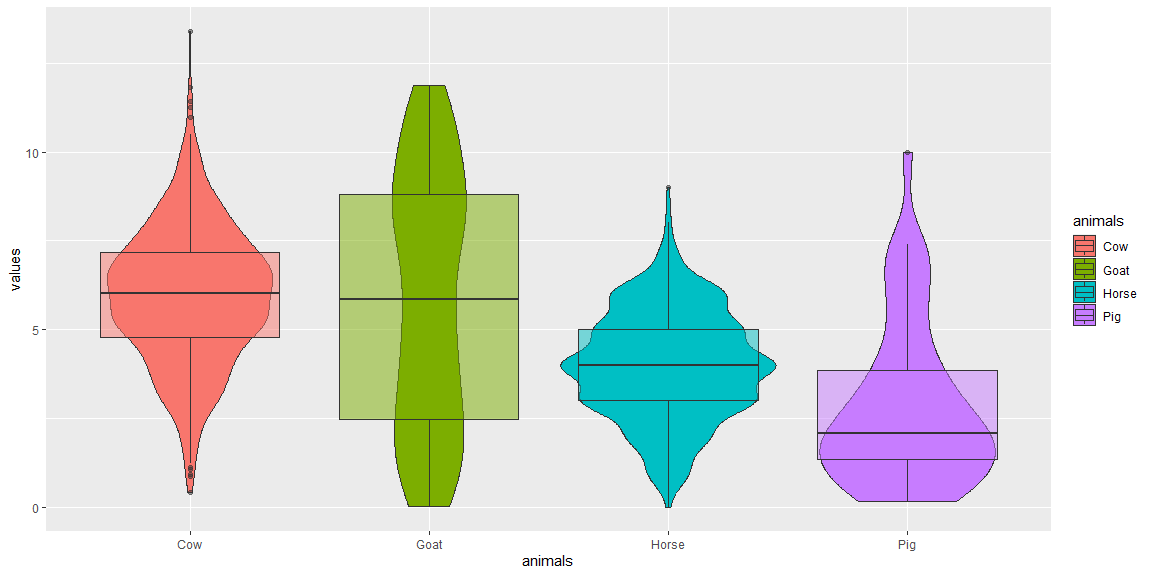 values
10
5
0
Cow Goat Horse Pig
animals
animals
Cow
Goat
Horse
Pig